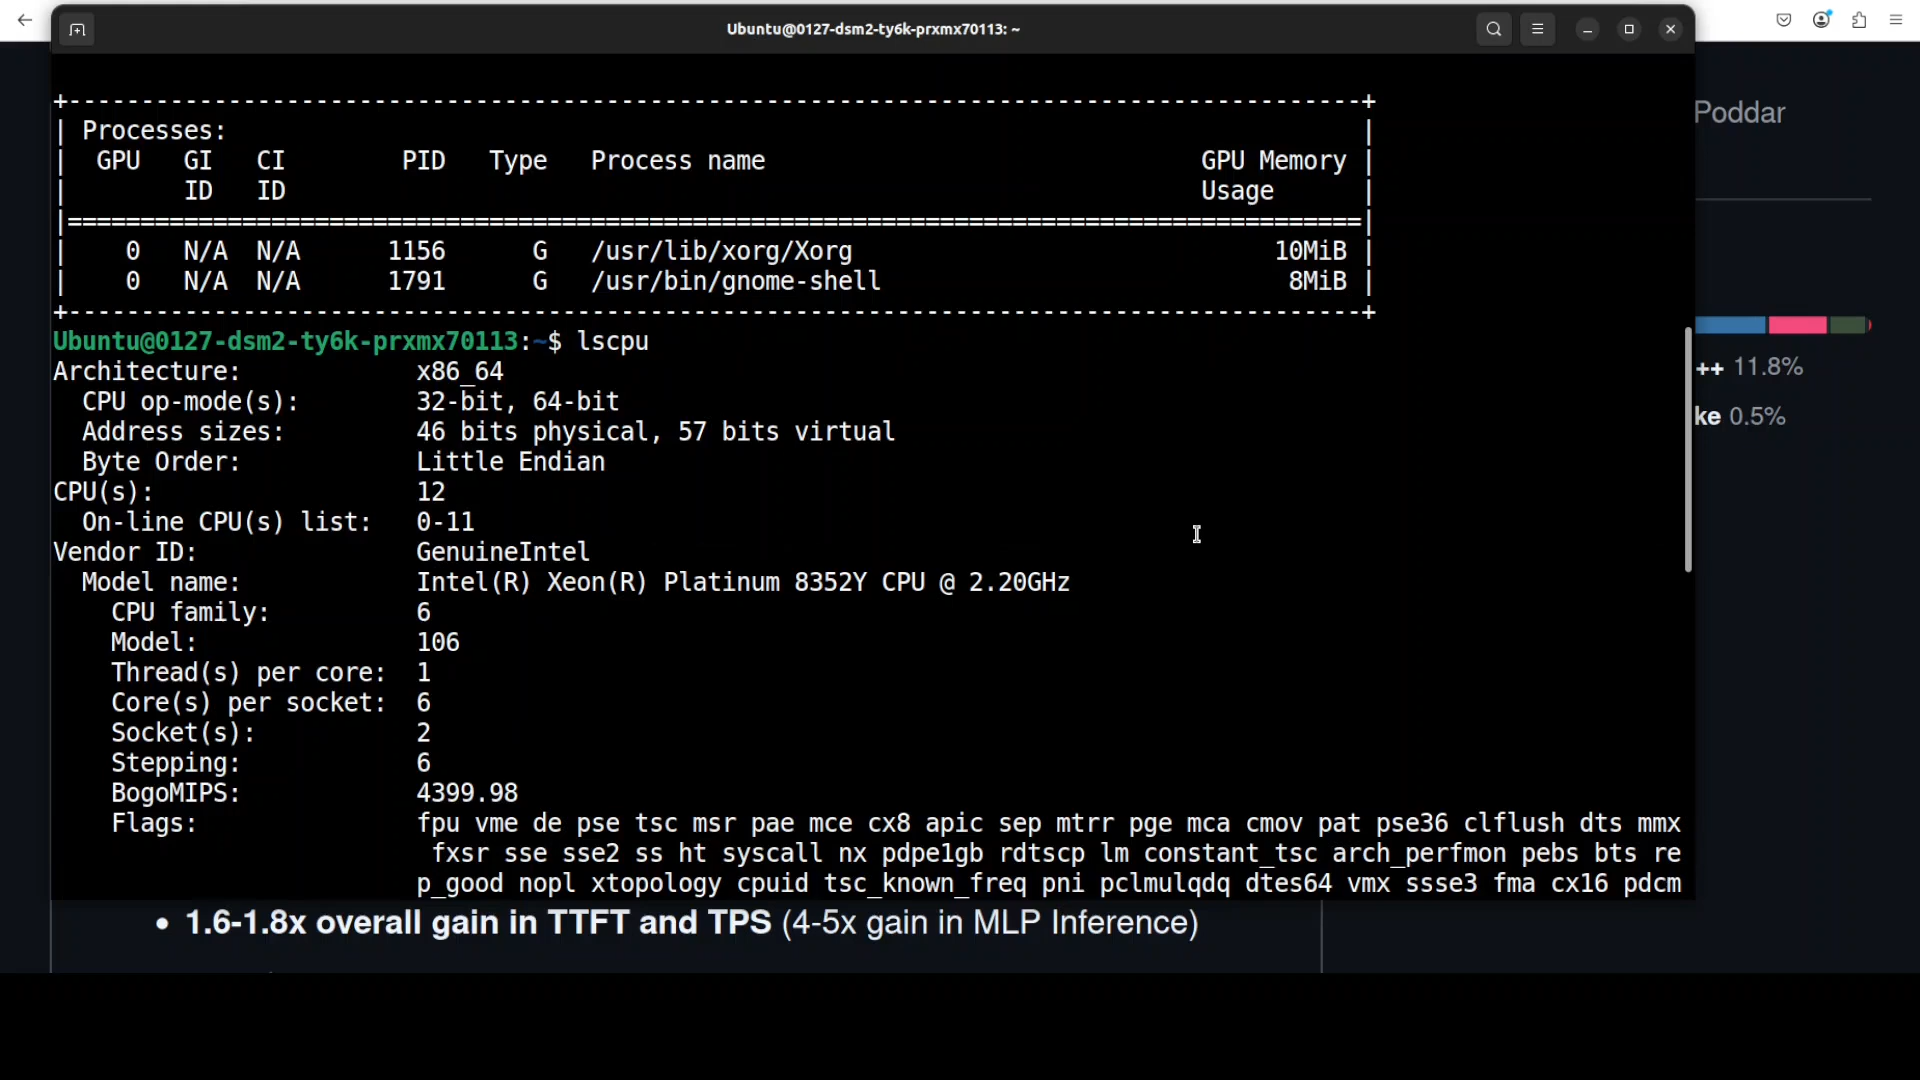 Ubuntu@0127-dsm2-ty6k-prxmx70113: ~
+-----------------------------------------------------------------------------------------+
| Processes:                                                                              |
|  GPU   GI   CI              PID   Type   Process name                        GPU Memory |
|        ID   ID                                                               Usage      |
|=========================================================================================|
|    0   N/A  N/A            1156      G   /usr/lib/xorg/Xorg                       10MiB |
|    0   N/A  N/A            1791      G   /usr/bin/gnome-shell                      8MiB |
+-----------------------------------------------------------------------------------------+
Ubuntu@0127-dsm2-ty6k-prxmx70113:~$ lscpu
Architecture:            x86_64
  CPU op-mode(s):        32-bit, 64-bit
  Address sizes:         46 bits physical, 57 bits virtual
  Byte Order:            Little Endian
CPU(s):                  12
  On-line CPU(s) list:   0-11
Vendor ID:               GenuineIntel
  Model name:            Intel(R) Xeon(R) Platinum 8352Y CPU @ 2.20GHz
    CPU family:          6
    Model:               106
    Thread(s) per core:  1
    Core(s) per socket:  6
    Socket(s):           2
    Stepping:            6
    BogoMIPS:            4399.98
    Flags:               fpu vme de pse tsc msr pae mce cx8 apic sep mtrr pge mca cmov pat pse36 clflush dts mmx
                          fxsr sse sse2 ss ht syscall nx pdpe1gb rdtscp lm constant_tsc arch_perfmon pebs bts re
                         p_good nopl xtopology cpuid tsc_known_freq pni pclmulqdq dtes64 vmx ssse3 fma cx16 pdcm
Poddar
++ 11.8%
ke 0.5%
• 1.6-1.8x overall gain in TTFT and TPS (4-5x gain in MLP Inference)